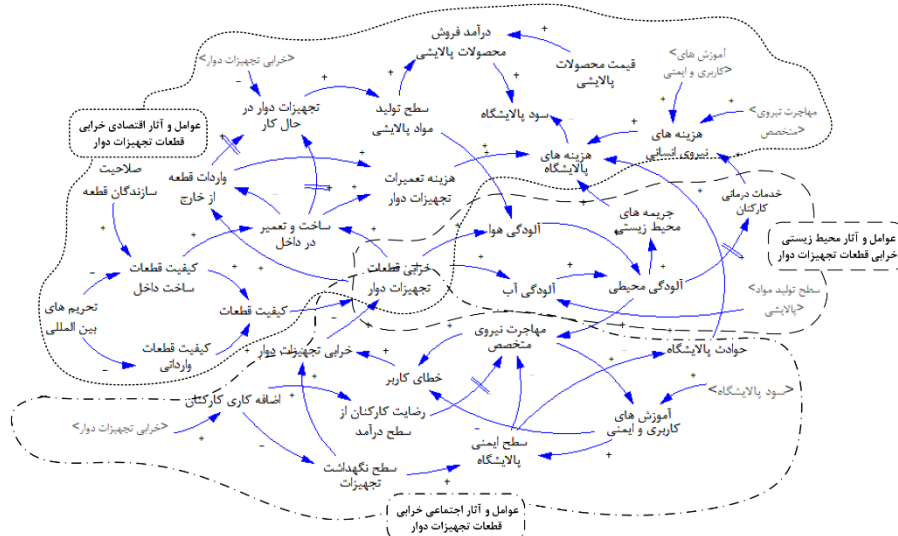 درآمد فروش
محصولات پالایشی
قیمت محصولات
پالایشی
<آموزش های
کاربری و ایمنی>
<خرابی تجهیزات دوار>
تجهیزات دوار در
حال کار
سطح تولید
مواد پالایشی
سود پالایشگاه
<مهاجرت نیروی
متخصص>
هزینه های
نیروی انسانی
عوامل و آثار اقتصادی خرابی
قطعات تجهیزات دوار
هزینه های
پالایشگاه
صلاحیت
سازندگان قطعه
واردات قطعه
از خارج
هزینه تعمیرات
تجهیزات دوار
خدمات درمانی
کارکنان
جریمه های
محیط زیستی
ساخت و تعمیر
در داخل
آلودگی هوا
عوامل و آثار محیط زیستی
خرابی قطعات تجهیزات دوار
کیفیت قطعات
ساخت داخل
خرابی قطعات
تجهیزات دوار
آلودگی آب
آلودگی محیطی
<سطح تولید مواد
پالایشی>
تحریم های
بین المللی
کیفیت قطعات
کیفیت قطعات
وارداتی
خرابی تجهیزات دوار
مهاجرت نیروی
متخصص
حوادث پالایشگاه
خطای کاربر
<سود پالایشگاه>
اضافه کاری کارکنان
رضایت کارکنان از
سطح درآمد
آموزش های
کاربری و ایمنی
<خرابی تجهیزات دوار>
سطح ایمنی
پالایشگاه
سطح نگهداشت
تجهیزات
عوامل و آثار اجتماعی خرابی
قطعات تجهیزات دوار